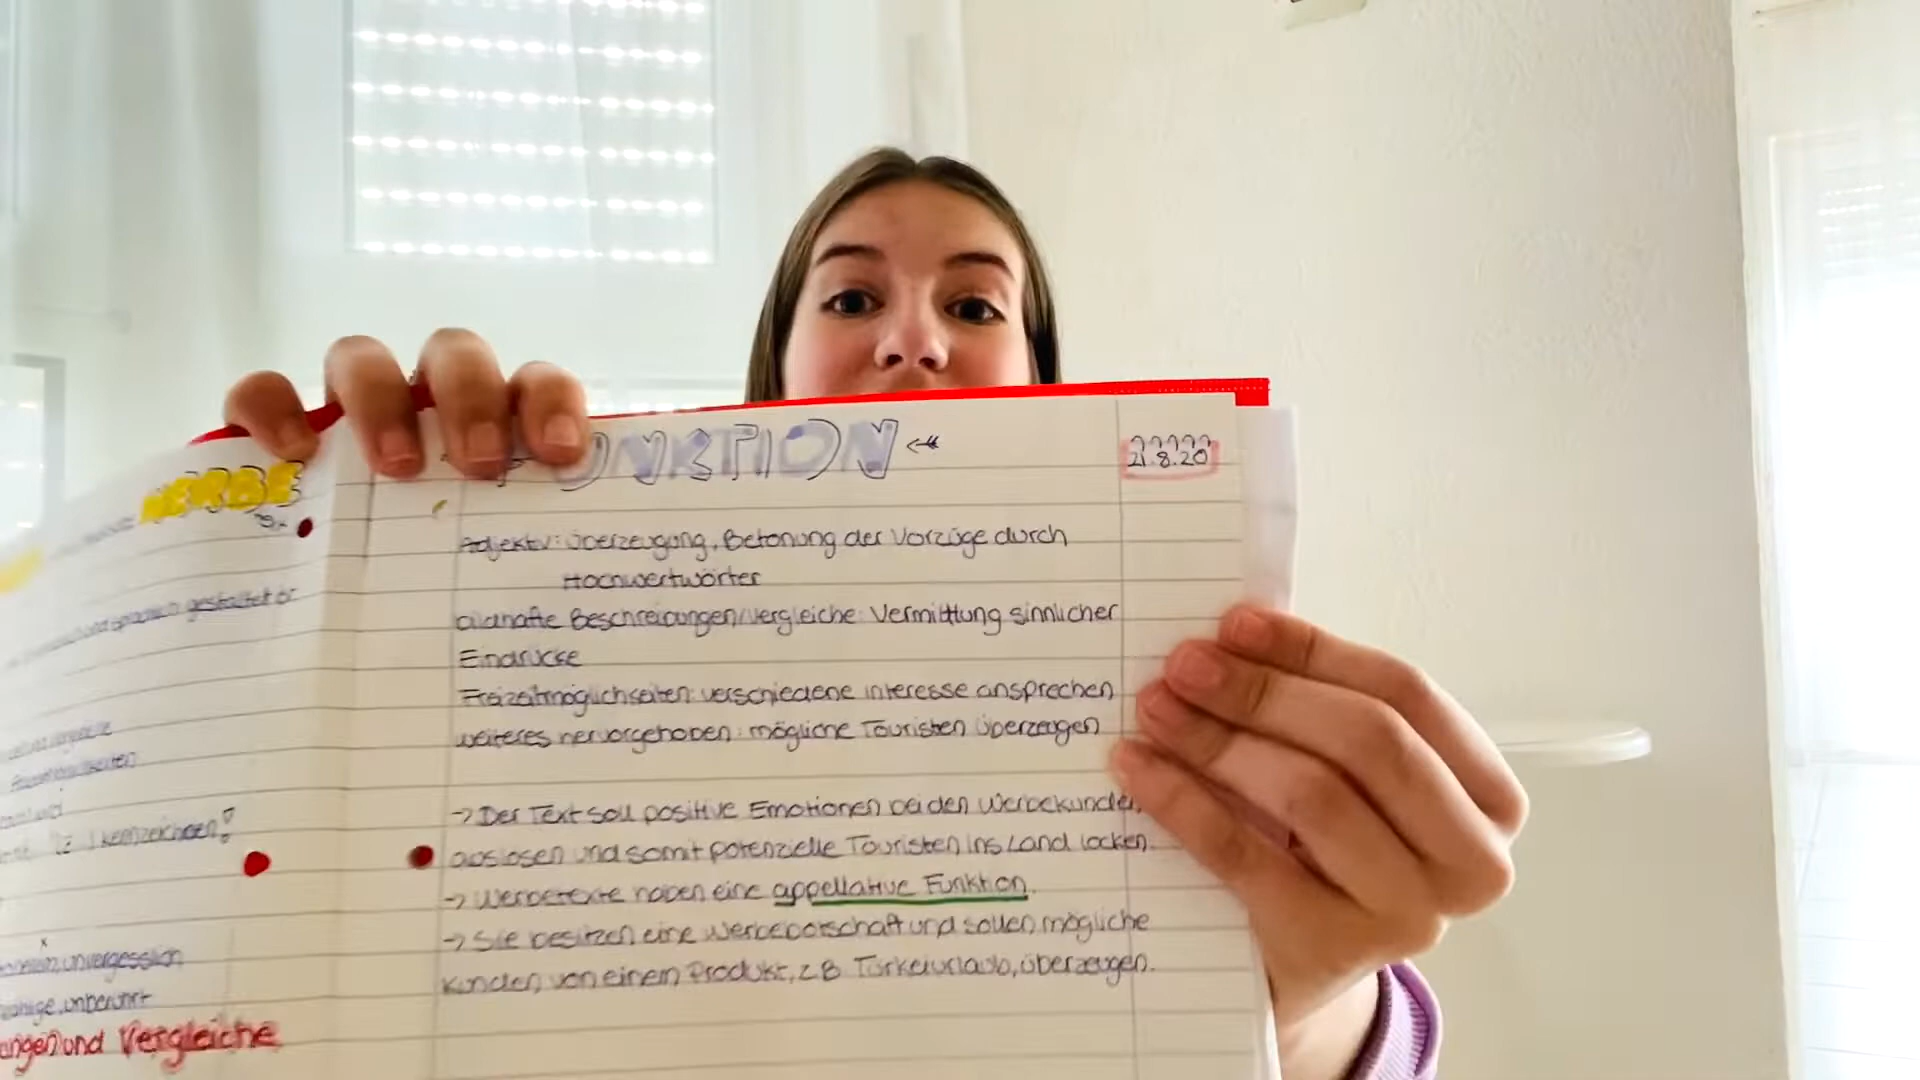 WERBE
gestaltet ist
kennzeichen!
unvergesslich
unberührt
und Vergleiche
FUNKTION
21.8.20
Adjektiv: Überzeugung, Betonung der Vorzüge durch
Hochwertwörter
bildhafte Beschreibungen/Vergleiche: Vermittlung sinnlicher
Eindrücke
Freizeitmöglichkeiten: verschiedene Interesse ansprechen
weiteres hervorgehoben: mögliche Touristen überzeugen
→ Der Text soll positive Emotionen bei den Werbekunden
auslösen und somit potenzielle Touristen ins Land locken.
→ Werbetexte haben eine appellative Funktion.
→ Sie besitzen eine Werbebotschaft und sollen mögliche
Kunden von einem Produkt, z.B Türkeiurlaub, überzeugen.